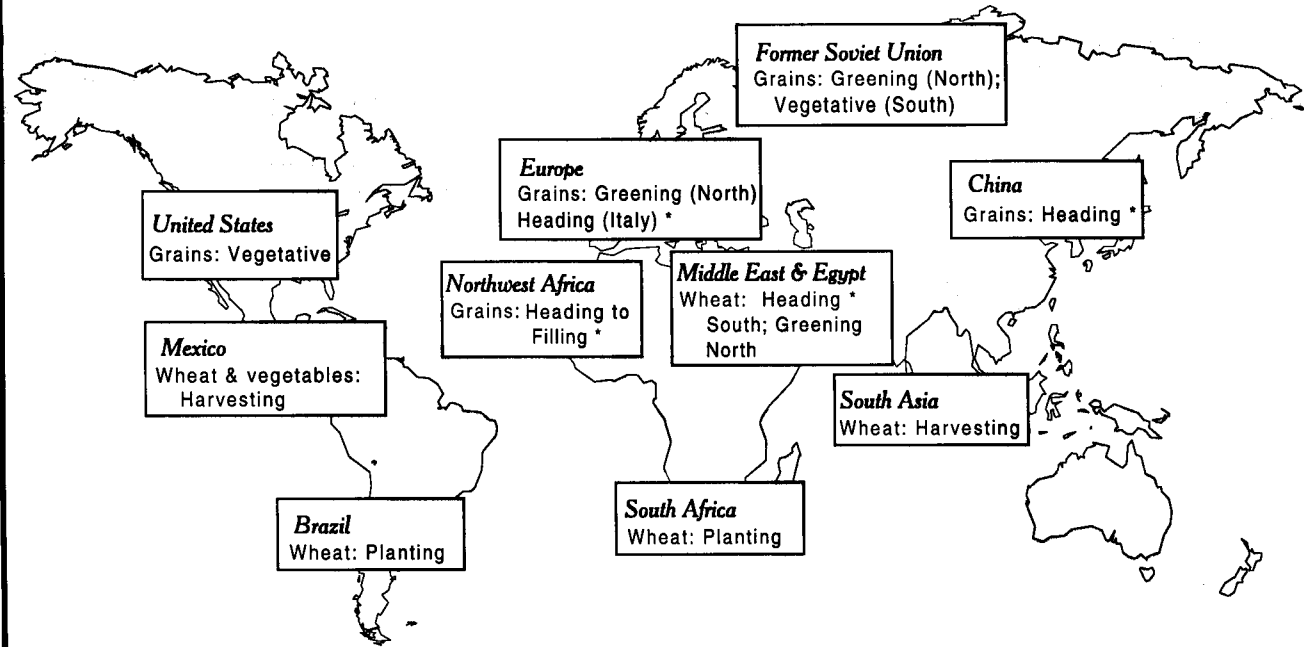 Former Soviet Union
Grains: Greening (North);
Vegetative (South)
Europe
Grains: Greening (North)
Heading (Italy) *
China
Grains: Heading *
United States
Grains: Vegetative
Northwest Africa
Grains: Heading to
Filling *
Middle East & Egypt
Wheat: Heading *
South; Greening
North
Mexico
Wheat & vegetables:
Harvesting
South Asia
Wheat: Harvesting
Brazil
Wheat: Planting
South Africa
Wheat: Planting